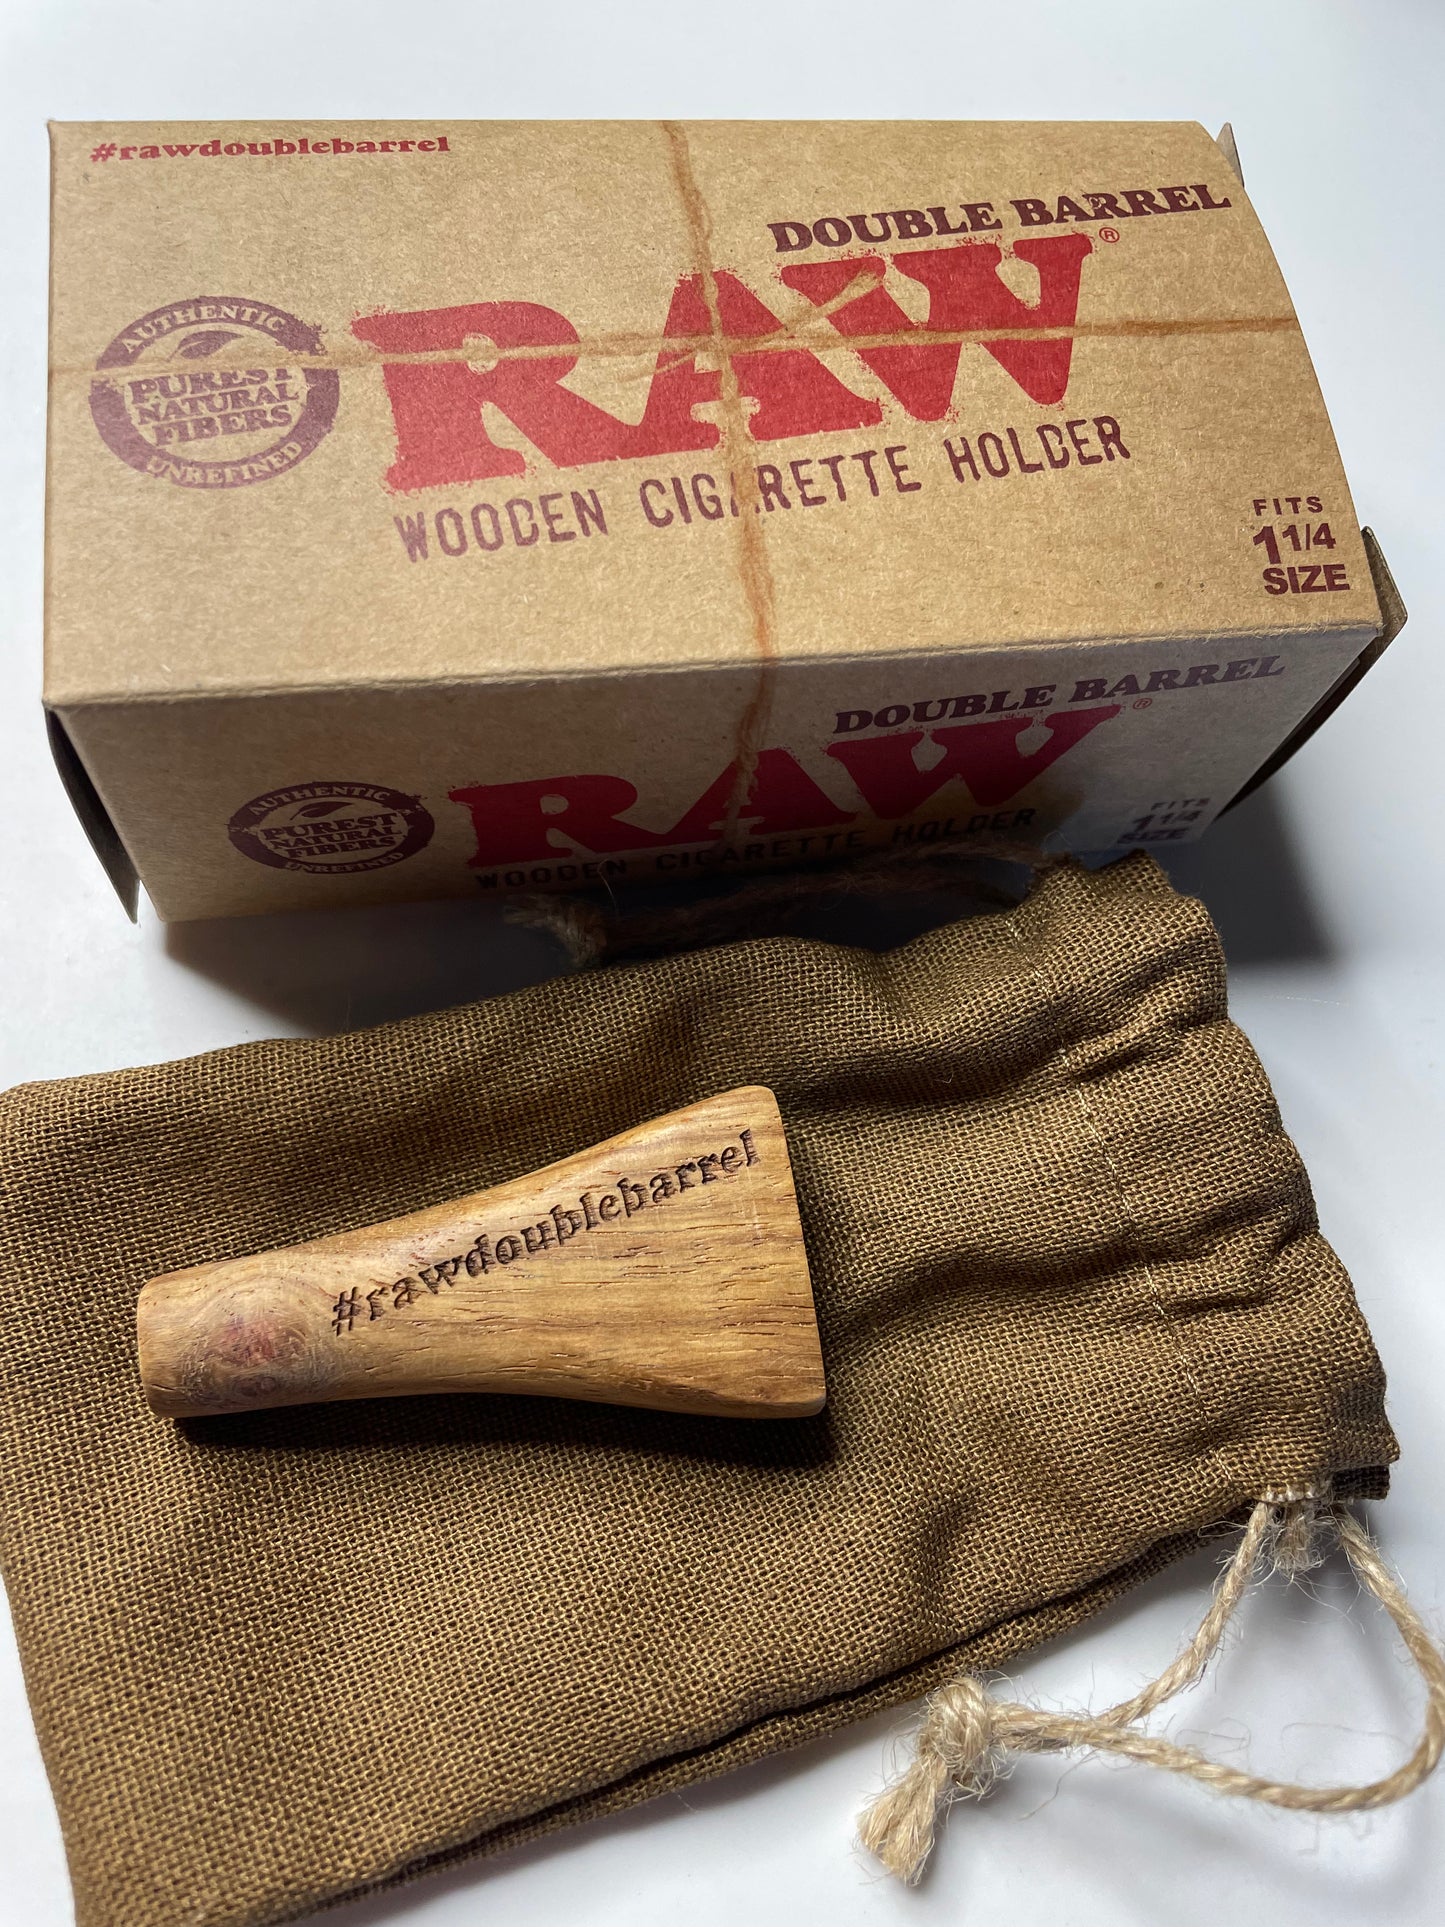 #rawdoublebarrel
DOUBLE BARREL
RAW®
WOODEN CIGARETTE HOLDER
AUTHENTIC
PUREST
NATURAL
FIBERS
UNREFINED
FITS
1 1/4
SIZE
DOUBLE BARREL
RAW®
WOODEN CIGARETTE HOLDER
AUTHENTIC
PUREST
NATURAL
FIBERS
UNREFINED
FITS
1 1/4
SIZE
#rawdoublebarrel